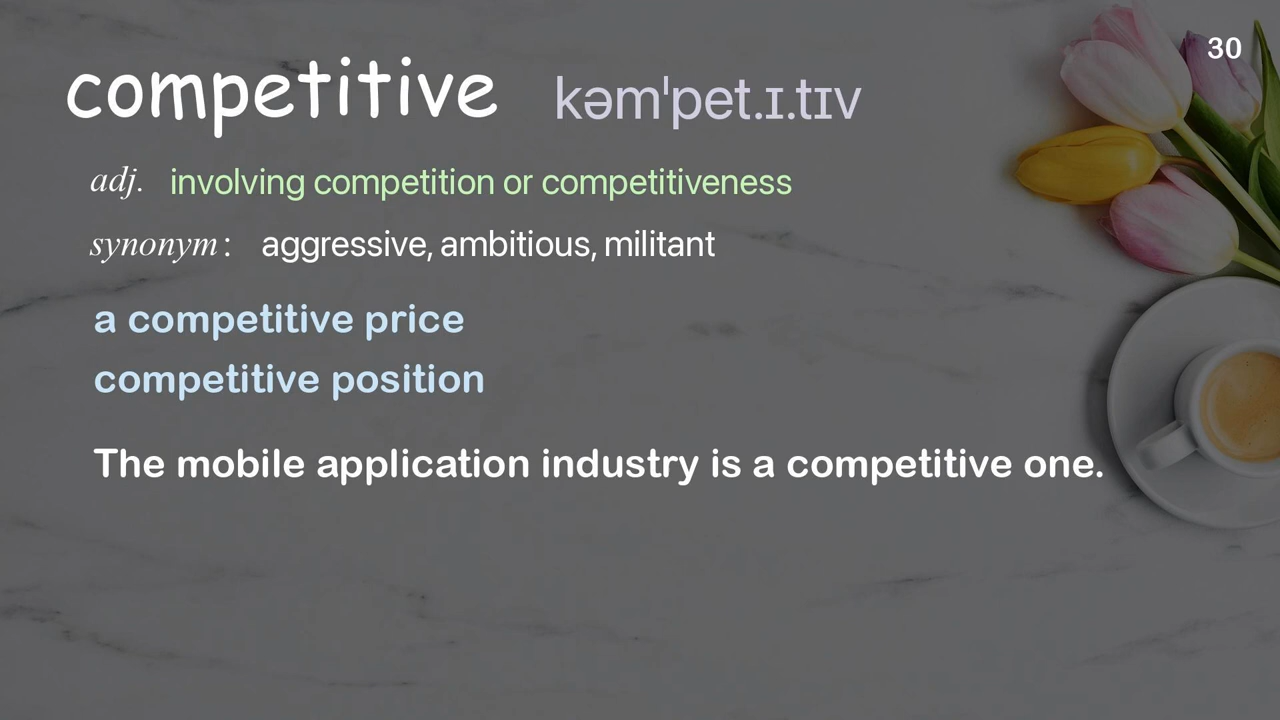 30
competitive kəmˈpet.ɪ.tɪv
adj. involving competition or competitiveness
synonym : aggressive, ambitious, militant
a competitive price
competitive position
The mobile application industry is a competitive one.